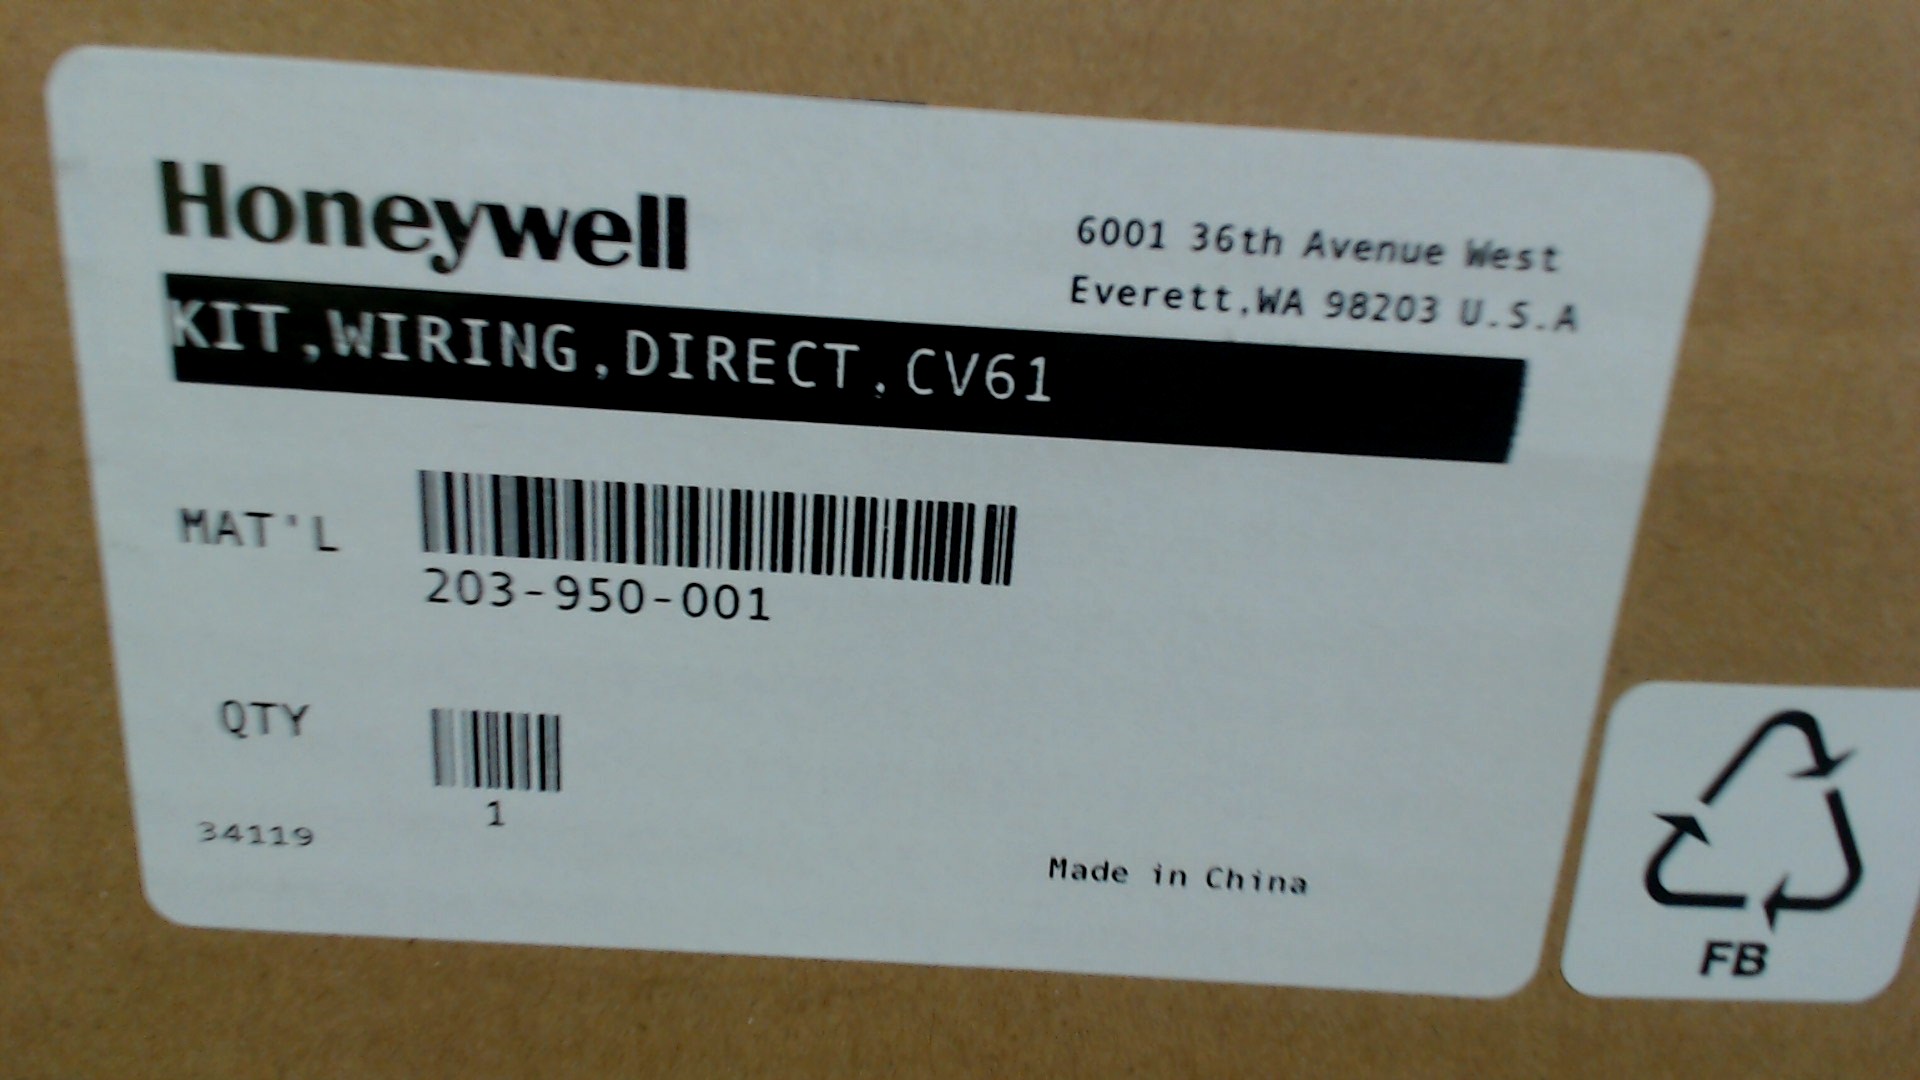 Honeywell
6001 36th Avenue West
Everett,WA 98203 U.S.A
KIT,WIRING,DIRECT,CV61
MAT'L
203-950-001
QTY
1
34119
Made in China
FB